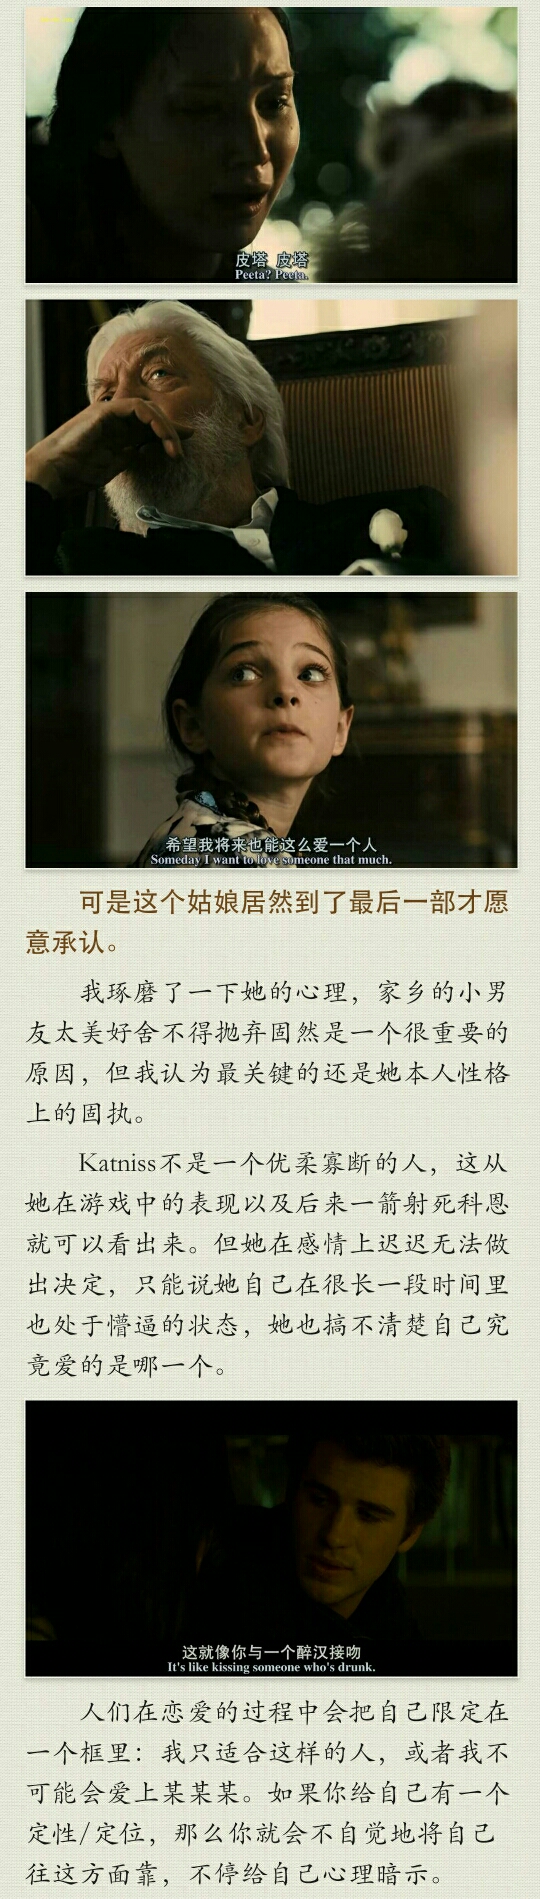 皮塔 皮塔
Peeta? Peeta.
希望我将来也能这么爱一个人
Someday I want to love someone that much.
可是这个姑娘居然到了最后一部才愿
意承认。
我琢磨了一下她的心理，家乡的小男
友太美好舍不得抛弃固然是一个很重要的
原因，但我认为最关键的还是她本人性格
上的固执。
Katniss不是一个优柔寡断的人，这从
她在游戏中的表现以及后来一箭射死科恩
就可以看出来。但她在感情上迟迟无法做
出决定，只能说她自己在很长一段时间里
也处于懵逼的状态，她也搞不清楚自己究
竟爱的是哪一个。
这就像你与一个醉汉接吻
It's like kissing someone who's drunk.
人们在恋爱的过程中会把自己限定在
一个框里：我只适合这样的人，或者我不
可能会爱上某某某。如果你给自己有一个
定性/定位，那么你就会不自觉地将自己
往这方面靠，不停给自己心理暗示。